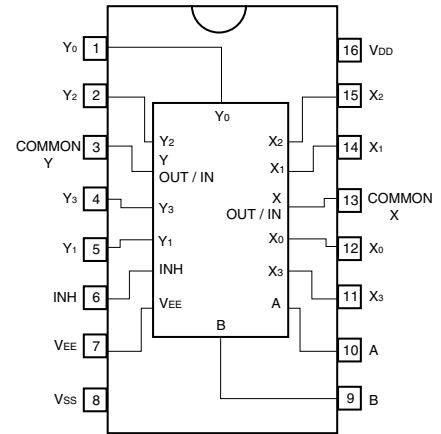 Y0 1
Y2 2
COMMON Y 3
Y3 4
Y1 5
INH 6
VEE 7
VSS 8
Y0
Y2
Y
OUT / IN
Y3
Y1
INH
VEE
X2
X1
X
OUT / IN
X0
X3
A
B
16 VDD
15 X2
14 X1
13 COMMON X
12 X0
11 X3
10 A
9 B